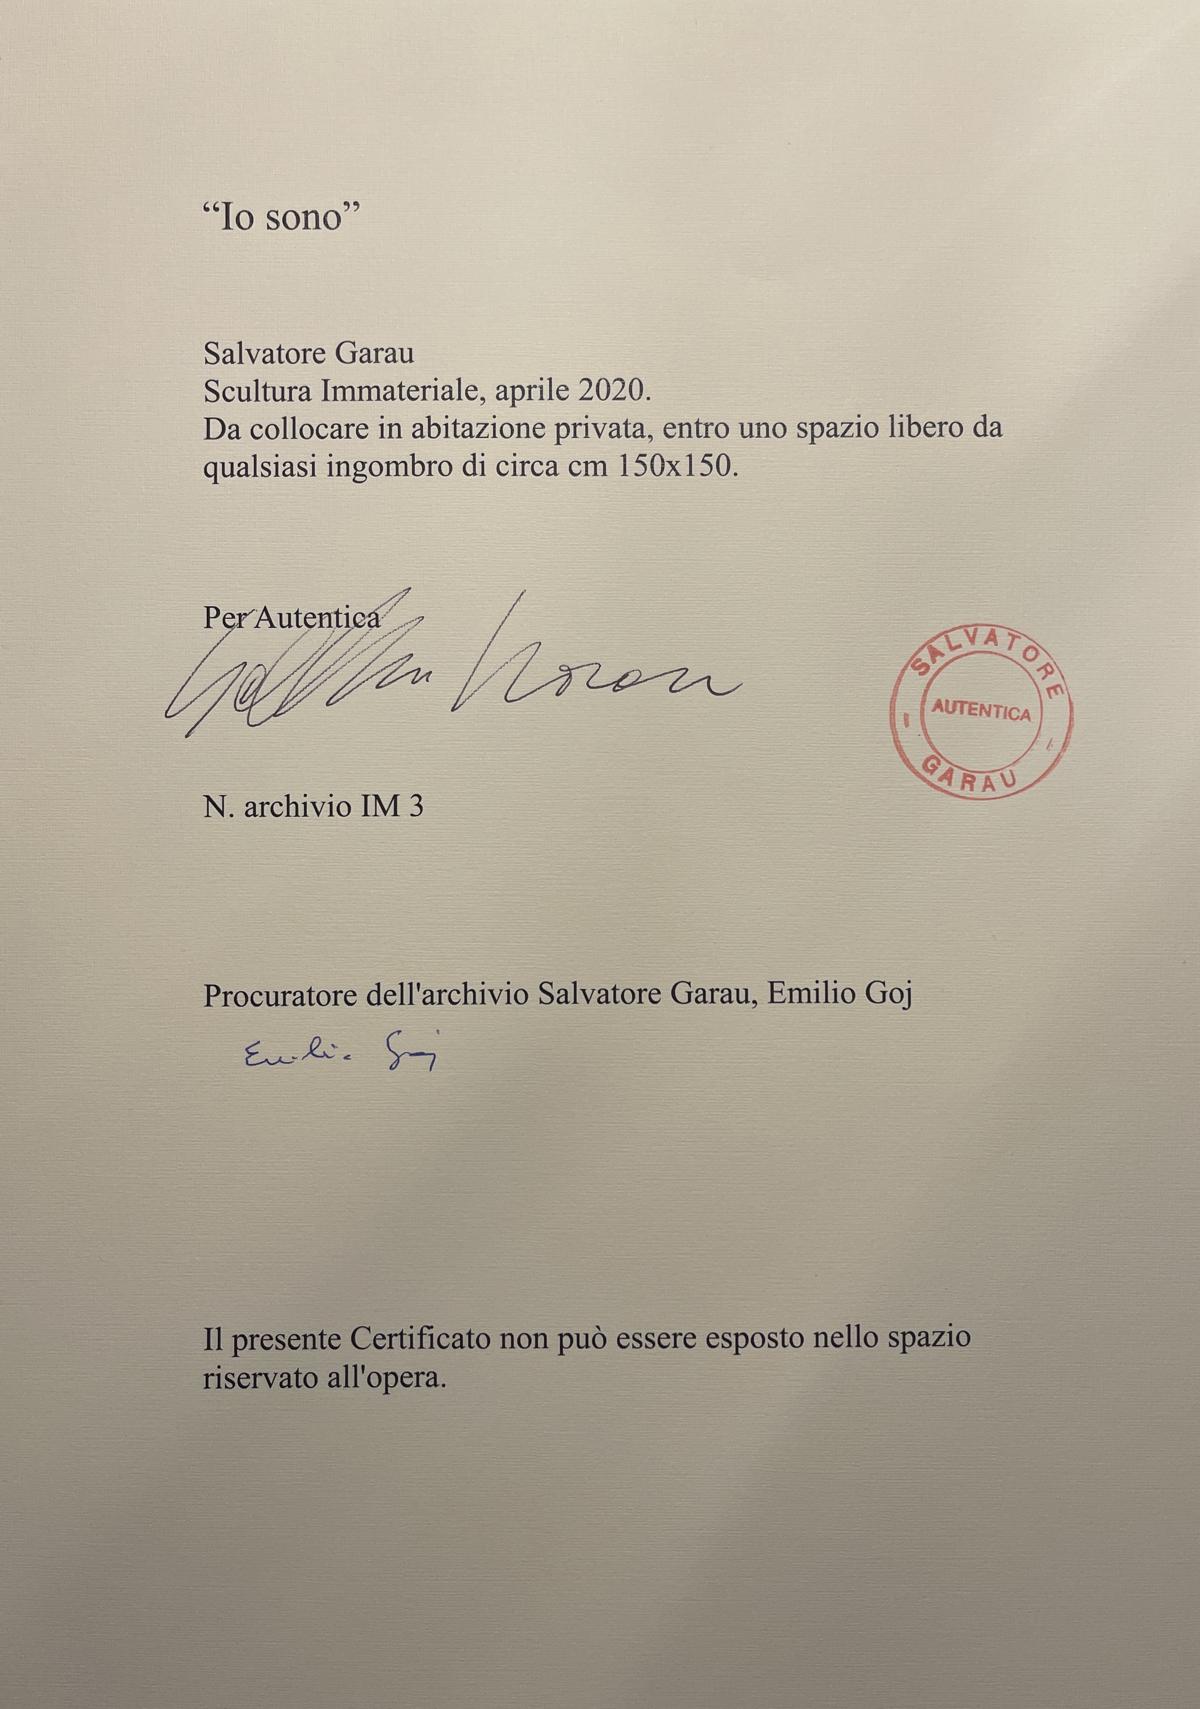 “Io sono”
Salvatore Garau
Scultura Immateriale, aprile 2020.
Da collocare in abitazione privata, entro uno spazio libero da
qualsiasi ingombro di circa cm 150x150.
Per Autentica
SALVATORE
AUTENTICA
GARAU
N. archivio IM 3
Procuratore dell'archivio Salvatore Garau, Emilio Goj
Emilio Goj
Il presente Certificato non può essere esposto nello spazio
riservato all'opera.